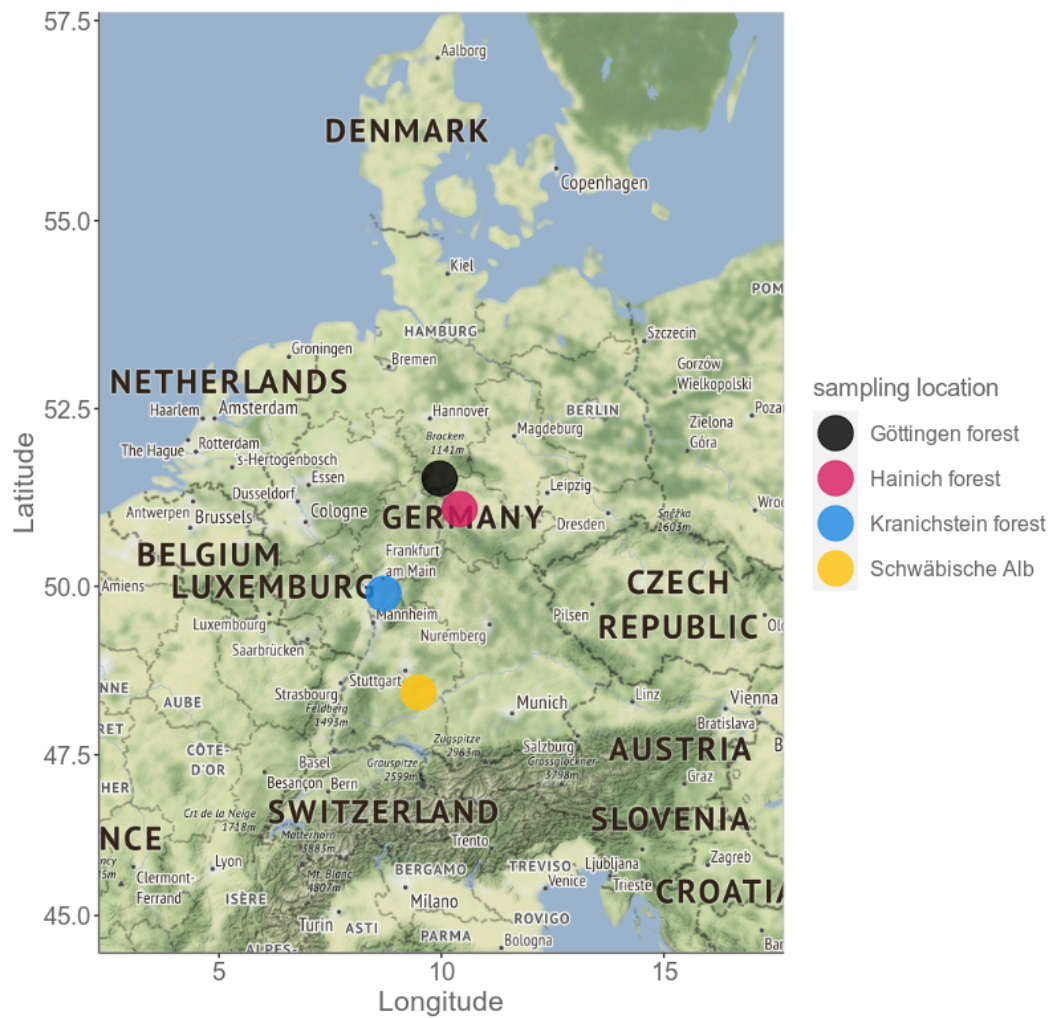 57.5
Aalborg
DENMARK
Copenhagen
55.0
Kiel
POM
HAMBURG
Szczecin
Groningen
Bremen
Gorzów
Wielkopolski
NETHERLANDS
sampling location
52.5
Haarlem
Amsterdam
Hannover
BERLIN
Poza
Zielona
Góra
Magdeburg
Göttingen forest
The Hague
Rotterdam
Brocken
1141m
's-Hertogenbosch
Essen
Hainich forest
Latitude
Dusseldorf
Leipzig
Wroc
Antwerpen
Brussels
Cologne
GERMANY
Dresden
Sněžka
1603m
Kranichstein forest
BELGIUM
Frankfurt
am Main
Schwäbische Alb
50.0
Amiens
LUXEMBURG
CZECH
REPUBLIC
Mannheim
Pilsen
Olo
Luxembourg
Nuremberg
Saarbrücken
NNE
AUBE
Strasbourg
Stuttgart
Feldberg
1493m
Munich
Linz
Vienna
RET
Bratislava
47.5
CÔTE-
D'OR
Zugspitze
2963m
Salzburg
AUSTRIA
B
Basel
Grauspitze
2599m
Grossglockner
3798m
HER
Besançon
Bern
Graz
SWITZERLAND
SLOVENIA
Crt de la Neige
1718m
NCE
Matterhorn
3883m
Trento
ncy
5m
Lyon
BERGAMO
TREVISO
Ljubljana
Zagreb
Clermont-
Ferrand
Mt. Blanc
4807m
Venice
Trieste
CROATIA
ISÈRE
Milano
45.0
Turin
ASTI
ROVIGO
PARMA
Bologna
Ban
ALPES-
5
10
15
Longitude